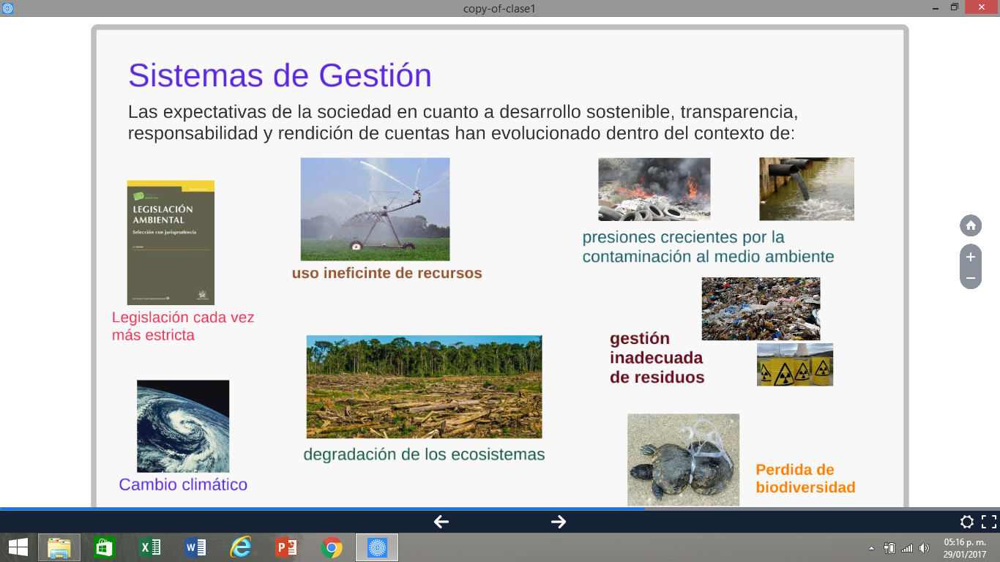 copy-of-clase1
Sistemas de Gestión
Las expectativas de la sociedad en cuanto a desarrollo sostenible, transparencia,
responsabilidad y rendición de cuentas han evolucionado dentro del contexto de:
LEGISLACIÓN
AMBIENTAL
Selección con jurisprudencia
Legislación cada vez
más estricta
uso ineficinte de recursos
presiones crecientes por la
contaminación al medio ambiente
gestión
inadecuada
de residuos
degradación de los ecosistemas
Cambio climático
Perdida de
biodiversidad
05:16 p. m.
29/01/2017